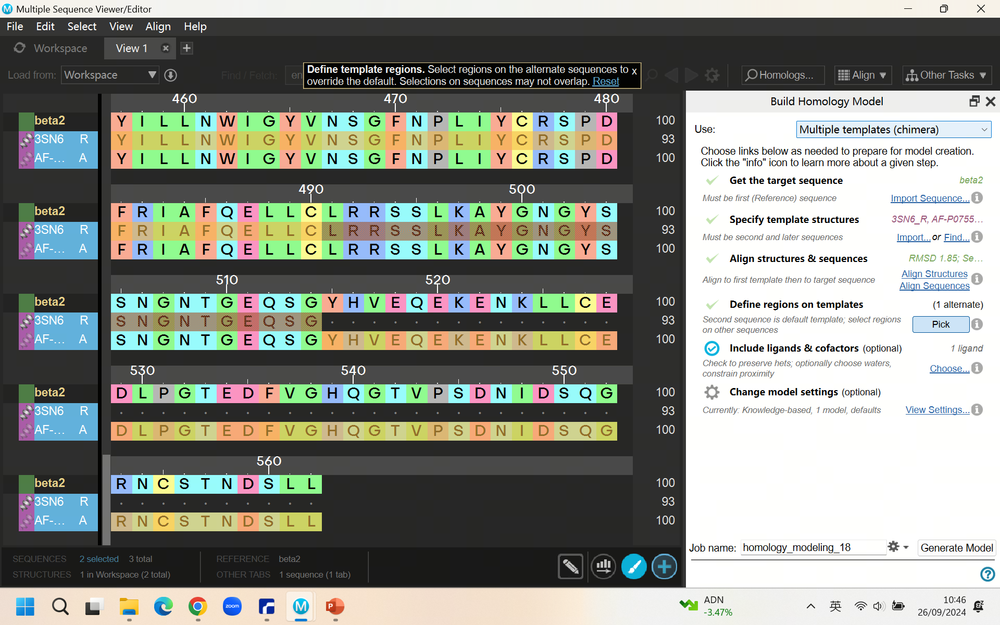 Multiple Sequence Viewer/Editor
File Edit Select View Align Help
Workspace View 1
Load from: Workspace Find / Fetch: en
Define template regions. Select regions on the alternate sequences to x
override the default. Selections on sequences may not overlap. Reset
Homologs... Align Other Tasks
460 470 480
beta2 Y I L L N W I G Y V N S G F N P L I Y C R S P D 100
3SN6 R Y I L L N W I G Y V N S G F N P L I Y C R S P D 93
AF-... A Y I L L N W I G Y V N S G F N P L I Y C R S P D 100
490 500
beta2 F R I A F Q E L L C L R R S S L K A Y G N G Y S 100
3SN6 R F R I A F Q E L L C L R R S S L K A Y G N G Y S 93
AF-... A F R I A F Q E L L C L R R S S L K A Y G N G Y S 100
510 520
beta2 S N G N T G E Q S G Y H V E Q E K E N K L L C E 100
3SN6 R S N G N T G E Q S G . . . . . . . . . . . . . . 93
AF-... A S N G N T G E Q S G Y H V E Q E K E N K L L C E 100
530 540 550
beta2 D L P G T E D F V G H Q G T V P S D N I D S Q G 100
3SN6 R . . . . . . . . . . . . . . . . . . . . . . . . 93
AF-... A D L P G T E D F V G H Q G T V P S D N I D S Q G 100
560
beta2 R N C S T N D S L L 100
3SN6 R . . . . . . . . . . 93
AF-... A R N C S T N D S L L 100
SEQUENCES 2 selected 3 total REFERENCE beta2
STRUCTURES 1 in Workspace (2 total) OTHER TABS 1 sequence (1 tab)
Build Homology Model
Use: Multiple templates (chimera)
Choose links below as needed to prepare for model creation.
Click the "info" icon to learn more about a given step.
Get the target sequence beta2
Must be first (Reference) sequence Import Sequence...
Specify template structures 3SN6_R, AF-P0755...
Must be second and later sequences Import... or Find...
Align structures & sequences RMSD 1.85; Se...
Align to first template then to target sequence Align Structures
Align Sequences
Define regions on templates (1 alternate)
Second sequence is default template; select regions
on other sequences Pick
Include ligands & cofactors (optional) 1 ligand
Check to preserve hets; optionally choose waters,
constrain proximity Choose...
Change model settings (optional)
Currently: Knowledge-based, 1 model, defaults View Settings...
Job name: homology_modeling_18 Generate Model
zoom
ADN
-3.47%
英
10:46
26/09/2024